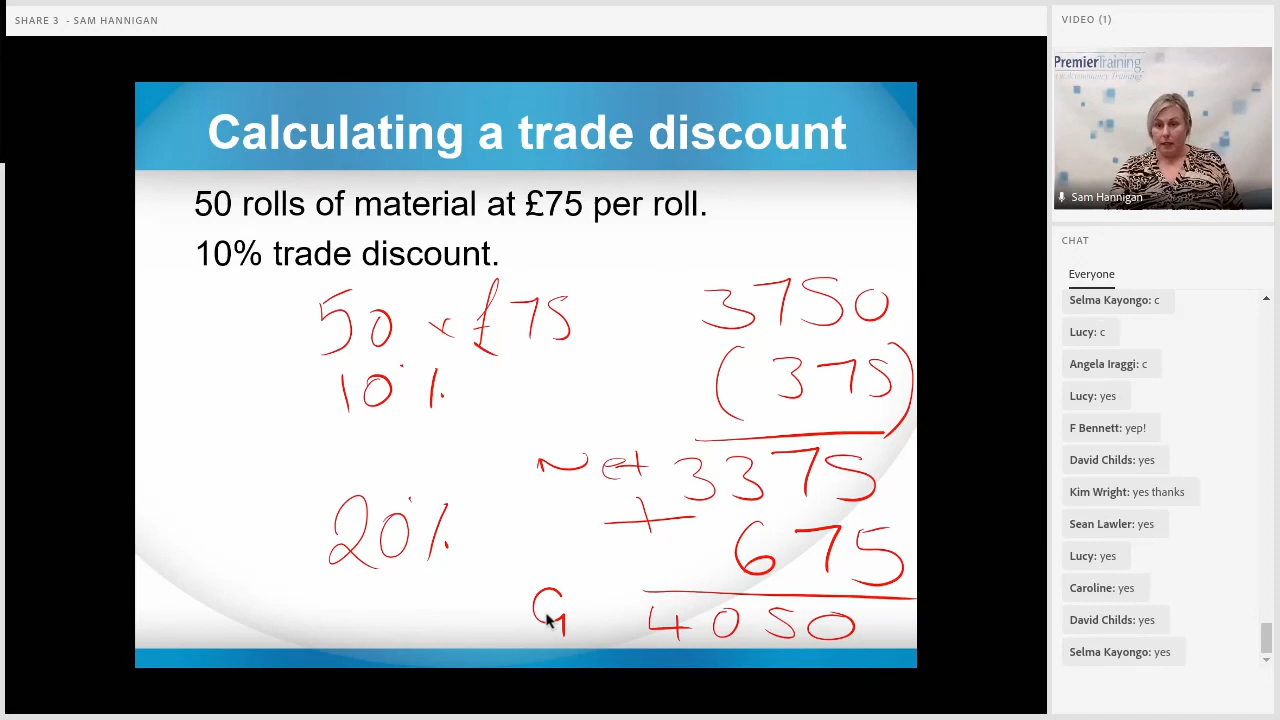 SHARE 3 - SAM HANNIGAN
VIDEO (1)
PremierTraining
Sam Hannigan
Calculating a trade discount
50 rolls of material at £75 per roll.
10% trade discount.
50 x £75 3750
10% (375)
Net 3375
+
20% 675
G 4050
CHAT
Everyone
Selma Kayongo: c
Lucy: c
Angela Iraggi: c
Lucy: yes
F Bennett: yep!
David Childs: yes
Kim Wright: yes thanks
Sean Lawler: yes
Lucy: yes
Caroline: yes
David Childs: yes
Selma Kayongo: yes